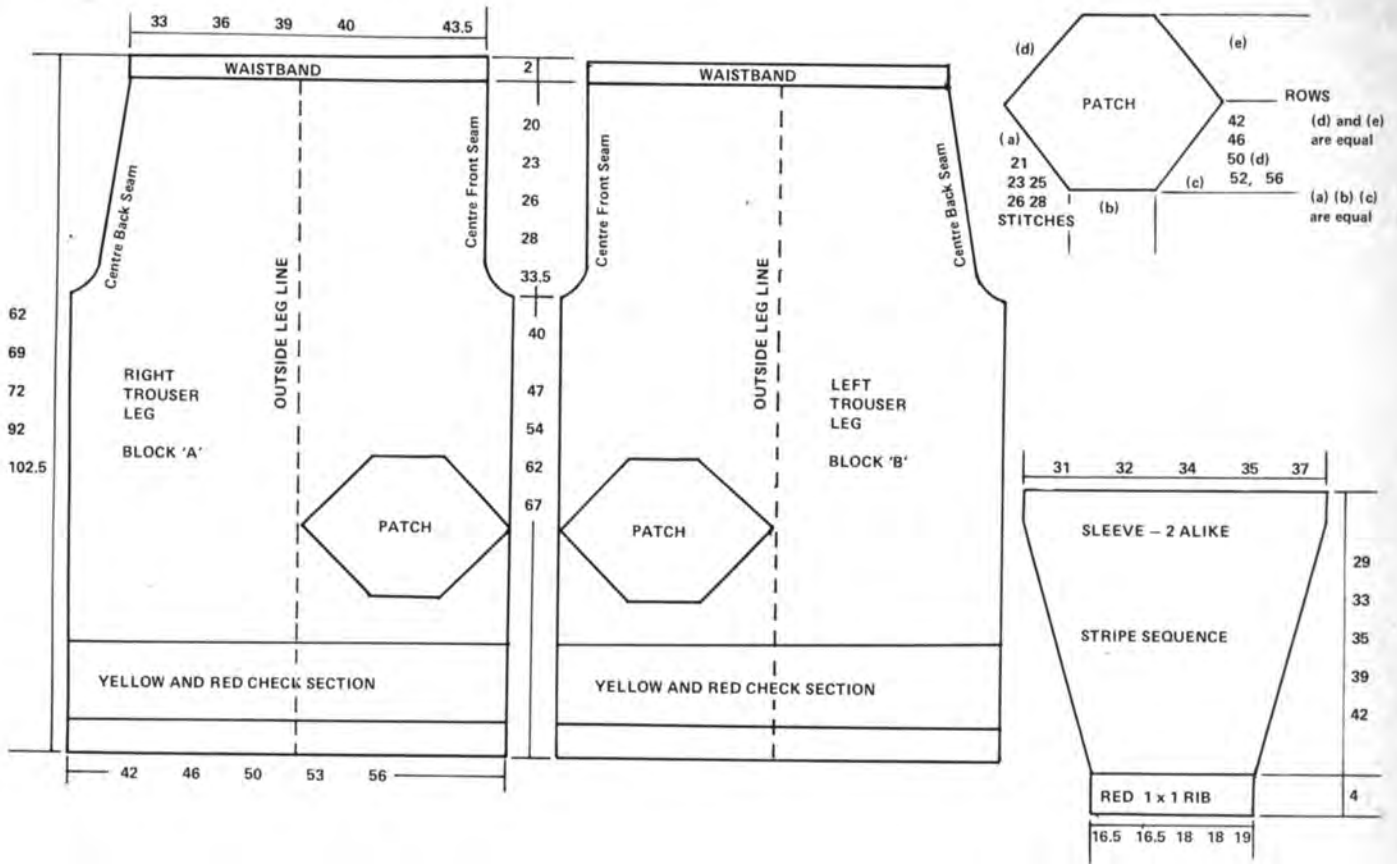 33 36 39 40 43.5
WAISTBAND
Centre Back Seam
Centre Front Seam
OUTSIDE LEG LINE
62
69
72
92
102.5
RIGHT
TROUSER
LEG
BLOCK 'A'
PATCH
YELLOW AND RED CHECK SECTION
42 46 50 53 56
2
20
23
26
28
33.5
40
47
54
62
67
WAISTBAND
Centre Front Seam
Centre Back Seam
OUTSIDE LEG LINE
LEFT
TROUSER
LEG
BLOCK 'B'
PATCH
YELLOW AND RED CHECK SECTION
(d)
(e)
PATCH
ROWS
42
46
50 (d)
52, 56
(d) and (e)
are equal
(a)
21
23 25
26 28
STITCHES
(b)
(c)
(a) (b) (c)
are equal
31 32 34 35 37
SLEEVE – 2 ALIKE
STRIPE SEQUENCE
29
33
35
39
42
RED 1 x 1 RIB
4
16.5 16.5 18 18 19